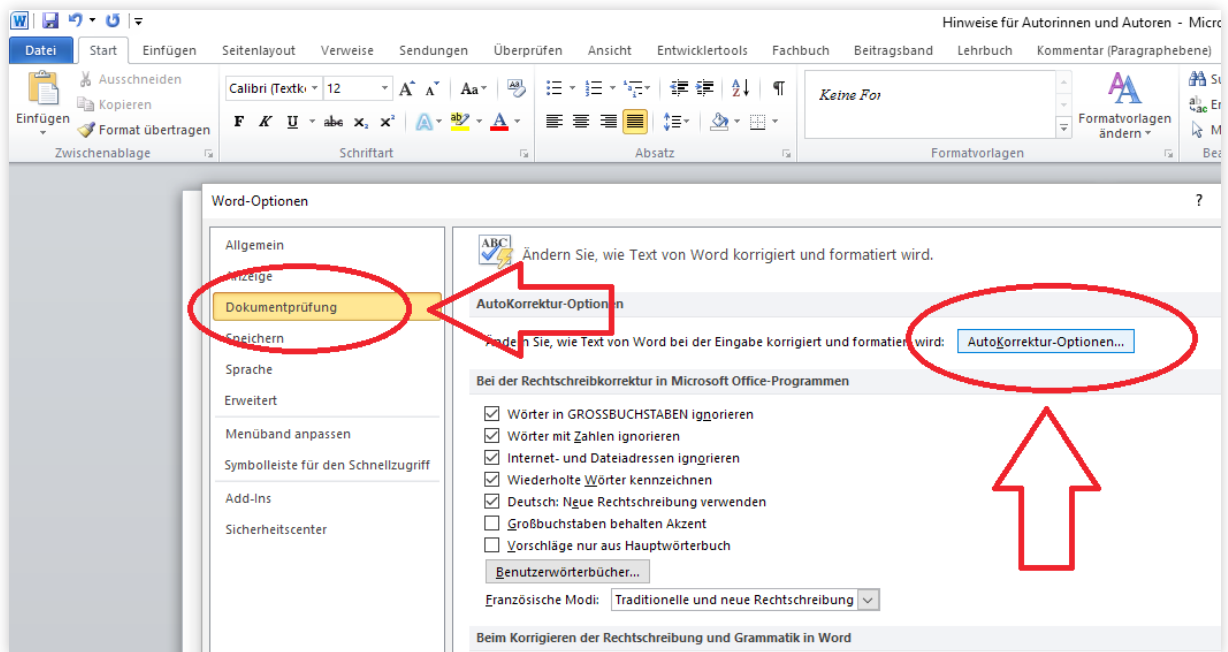 Hinweise für Autorinnen und Autoren - Micro
Datei Start Einfügen Seitenlayout Verweise Sendungen Überprüfen Ansicht Entwicklertools Fachbuch Beitragsband Lehrbuch Kommentar (Paragraphebene)
Ausschneiden
Kopieren
Format übertragen
Einfügen
Zwischenablage
Calibri (Textk 12
F K U abc x₂ x² A
Schriftart
Absatz
Keine For
Formatvorlagen ändern
Formatvorlagen
Word-Optionen ?
Allgemein
Anzeige
Dokumentprüfung
Speichern
Sprache
Erweitert
Menüband anpassen
Symbolleiste für den Schnellzugriff
Add-Ins
Sicherheitscenter
ABC
Ändern Sie, wie Text von Word korrigiert und formatiert wird.
AutoKorrektur-Optionen
Ändern Sie, wie Text von Word bei der Eingabe korrigiert und formatiert wird: AutoKorrektur-Optionen...
Bei der Rechtschreibkorrektur in Microsoft Office-Programmen
Wörter in GROSSBUCHSTABEN ignorieren
Wörter mit Zahlen ignorieren
Internet- und Dateiadressen ignorieren
Wiederholte Wörter kennzeichnen
Deutsch: Neue Rechtschreibung verwenden
Großbuchstaben behalten Akzent
Vorschläge nur aus Hauptwörterbuch
Benutzerwörterbücher...
Französische Modi: Traditionelle und neue Rechtschreibung
Beim Korrigieren der Rechtschreibung und Grammatik in Word